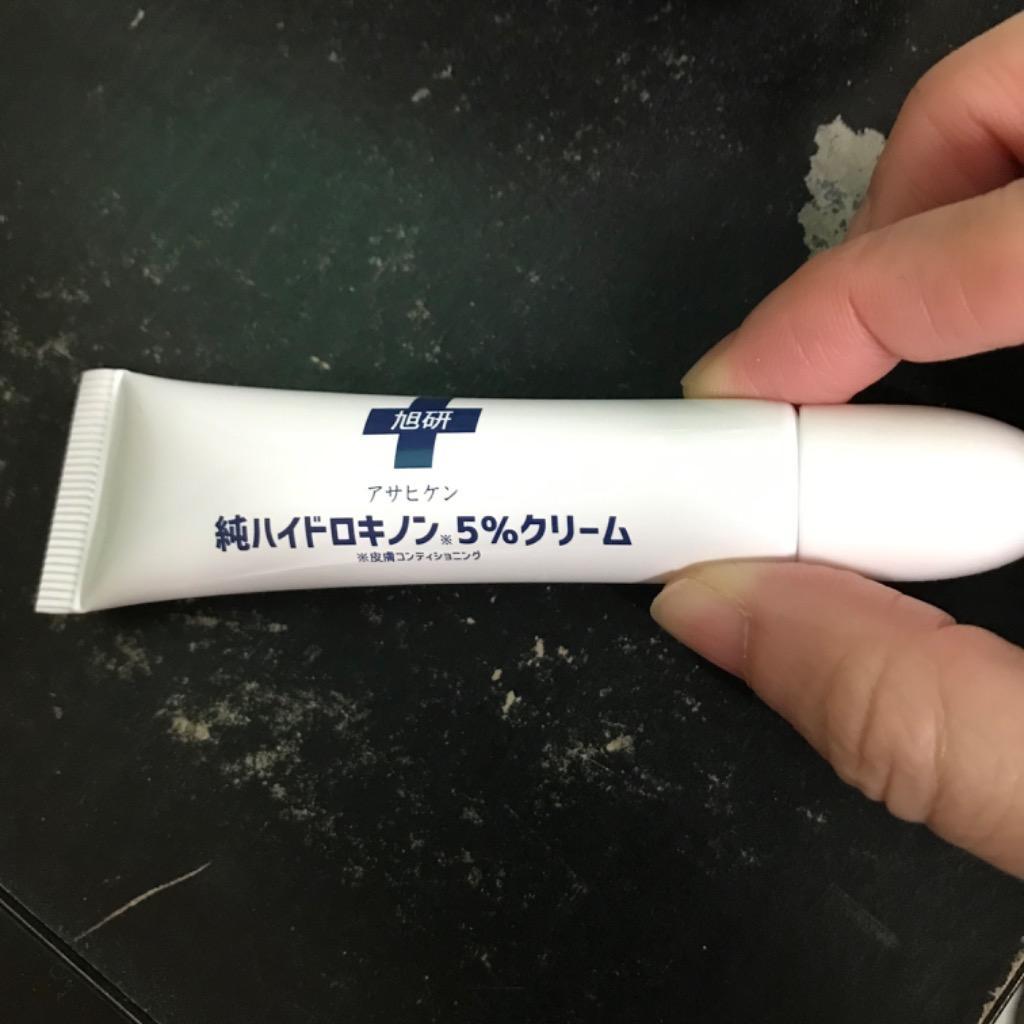 旭研
アサヒケン
純ハイドロキノン※5%クリーム
※皮膚コンディショニング